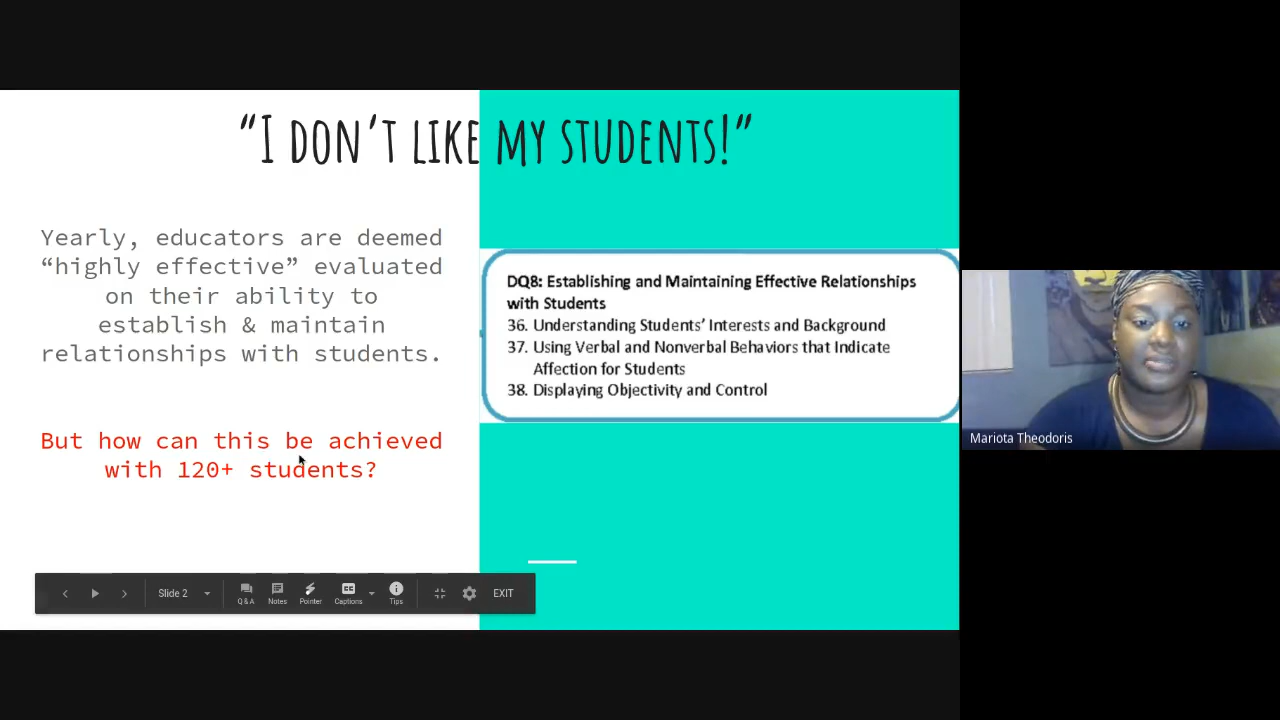 “I DON’T LIKE MY STUDENTS!”
Yearly, educators are deemed
“highly effective” evaluated
on their ability to
establish & maintain
relationships with students.
But how can this be achieved
with 120+ students?
DQ8: Establishing and Maintaining Effective Relationships
with Students
36. Understanding Students’ Interests and Background
37. Using Verbal and Nonverbal Behaviors that Indicate
Affection for Students
38. Displaying Objectivity and Control
Mariota Theodoris
Slide 2
Q & A
Notes
Pointer
CC
Captions
Tips
EXIT